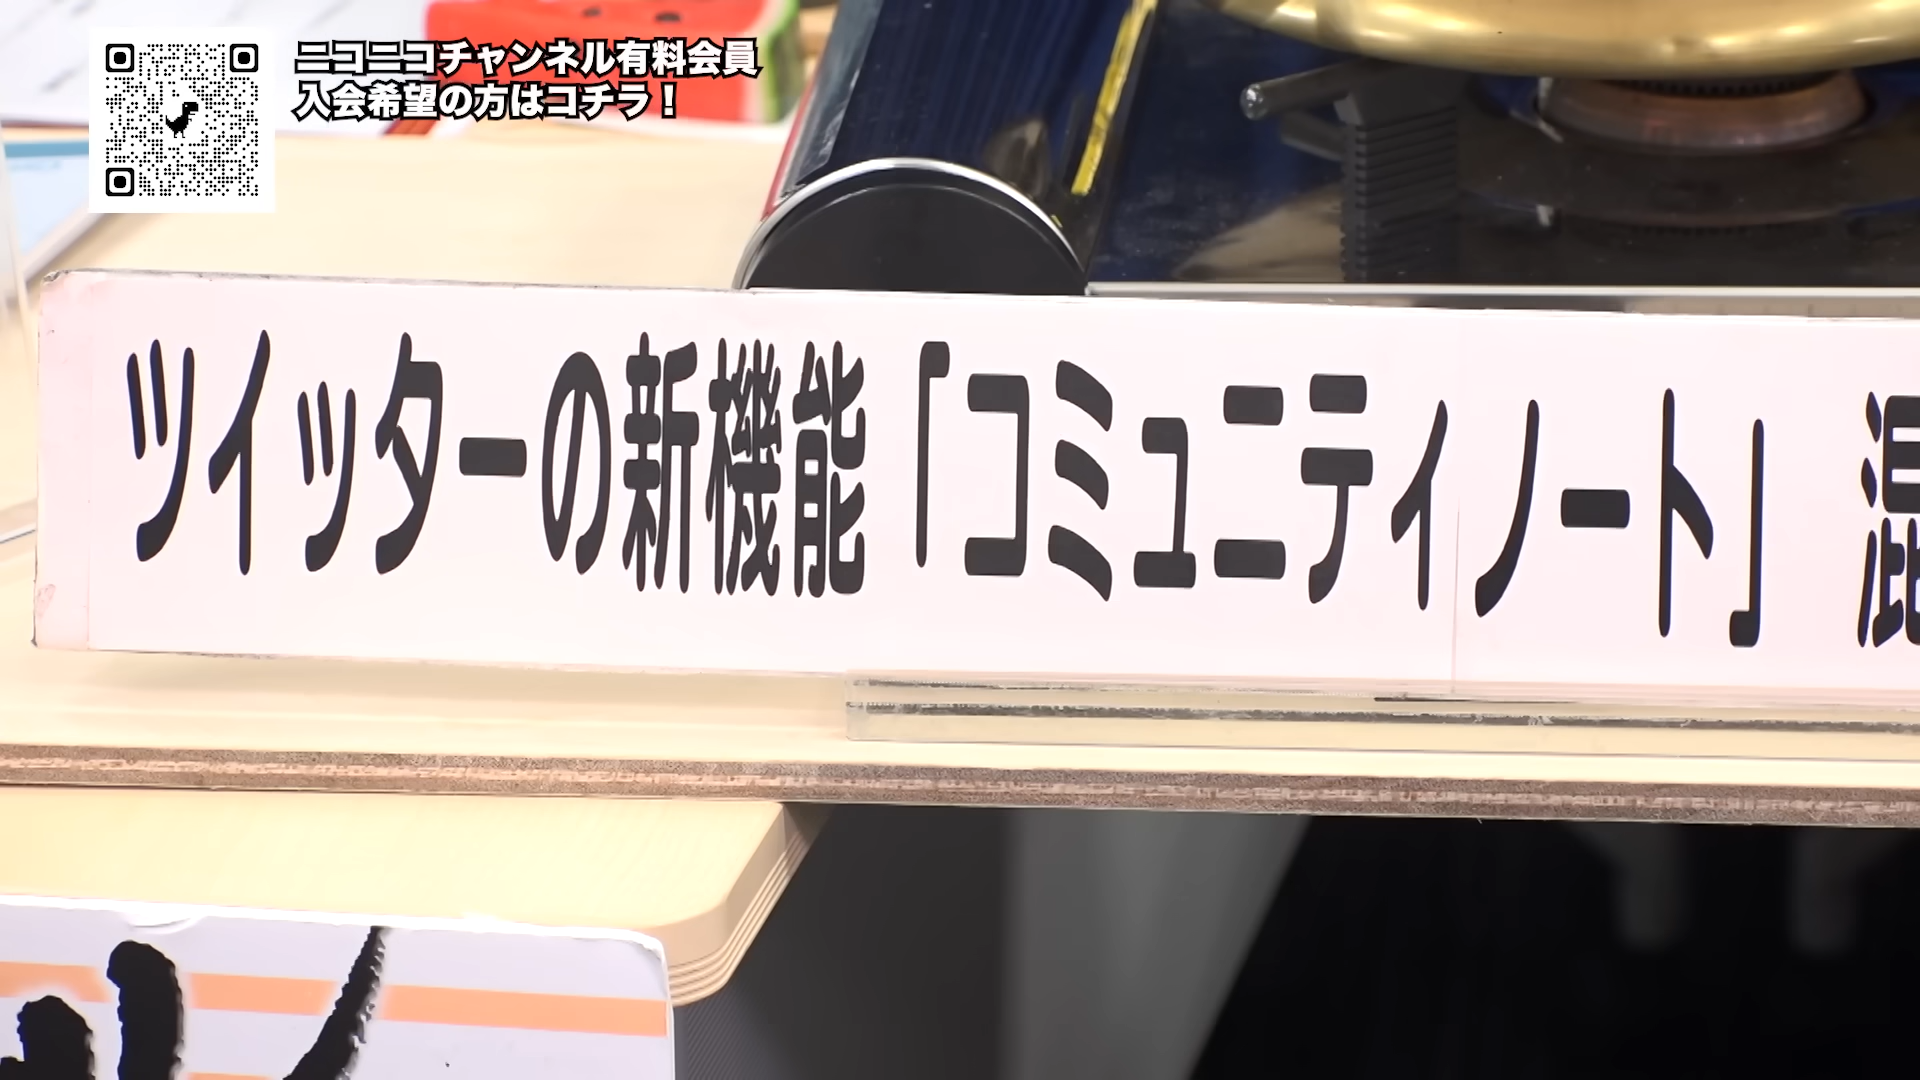 ニコニコチャンネル有料会員
入会希望の方はコチラ！
ツイッターの新機能「コミュニティノート」 混